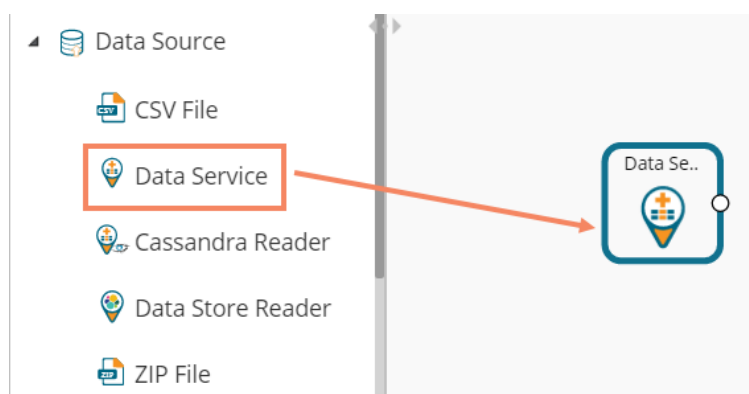 Data Source
CSV File
Data Service
Cassandra Reader
Data Store Reader
ZIP File
Data Se..